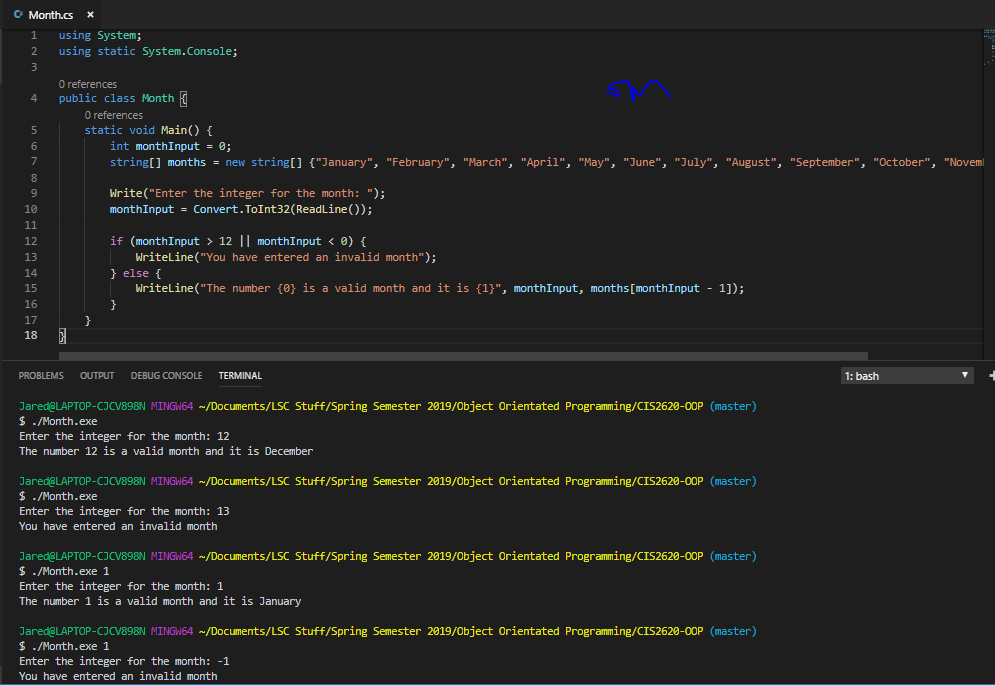 Month.cs ×
1 using System;
2 using static System.Console;
3
0 references
4 public class Month {
0 references
5 static void Main() {
6 int monthInput = 0;
7 string[] months = new string[] {"January", "February", "March", "April", "May", "June", "July", "August", "September", "October", "Novem
8
9 Write("Enter the integer for the month: ");
10 monthInput = Convert.ToInt32(ReadLine());
11
12 if (monthInput > 12 || monthInput < 0) {
13 WriteLine("You have entered an invalid month");
14 } else {
15 WriteLine("The number {0} is a valid month and it is {1}", monthInput, months[monthInput - 1]);
16 }
17 }
18 }
PROBLEMS OUTPUT DEBUG CONSOLE TERMINAL 1: bash
Jared@LAPTOP-CJCV898N MINGW64 ~/Documents/LSC Stuff/Spring Semester 2019/Object Orientated Programming/CIS2620-OOP (master)
$ ./Month.exe
Enter the integer for the month: 12
The number 12 is a valid month and it is December
Jared@LAPTOP-CJCV898N MINGW64 ~/Documents/LSC Stuff/Spring Semester 2019/Object Orientated Programming/CIS2620-OOP (master)
$ ./Month.exe
Enter the integer for the month: 13
You have entered an invalid month
Jared@LAPTOP-CJCV898N MINGW64 ~/Documents/LSC Stuff/Spring Semester 2019/Object Orientated Programming/CIS2620-OOP (master)
$ ./Month.exe 1
Enter the integer for the month: 1
The number 1 is a valid month and it is January
Jared@LAPTOP-CJCV898N MINGW64 ~/Documents/LSC Stuff/Spring Semester 2019/Object Orientated Programming/CIS2620-OOP (master)
$ ./Month.exe 1
Enter the integer for the month: -1
You have entered an invalid month